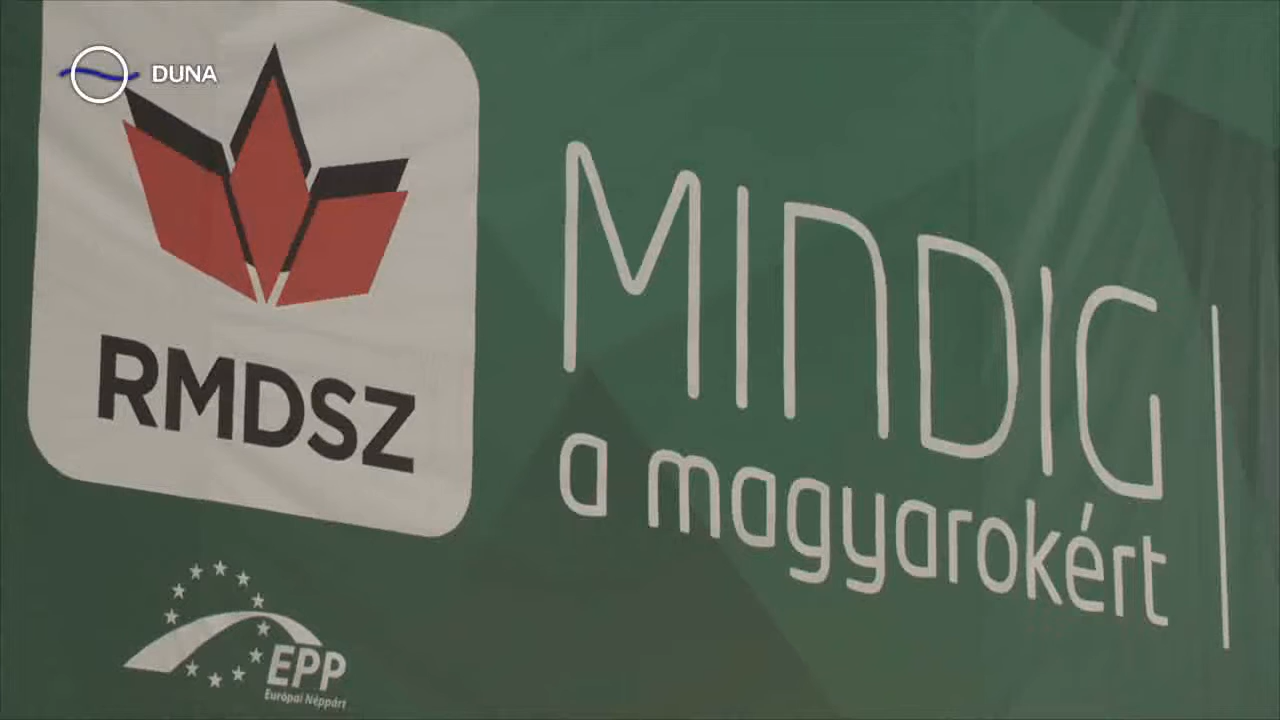 DUNA
RMDSZ
MINDIG
a magyarokért
EPP
Európai Néppárt